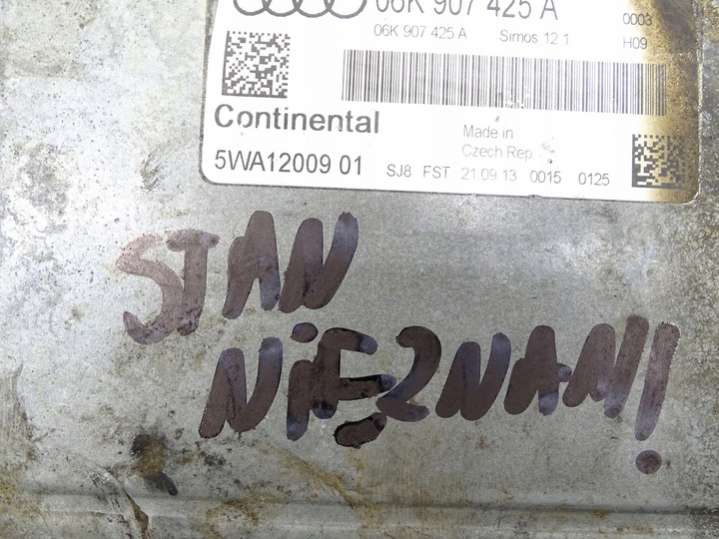 06K 907 425 A
0003
06K 907 425 A Simos 12.1 H09
Continental
Made in
Czech Rep.
5WA12009 01 SJ8 FST 21.09.13 0015 0125
STAN
NiEZNANY!